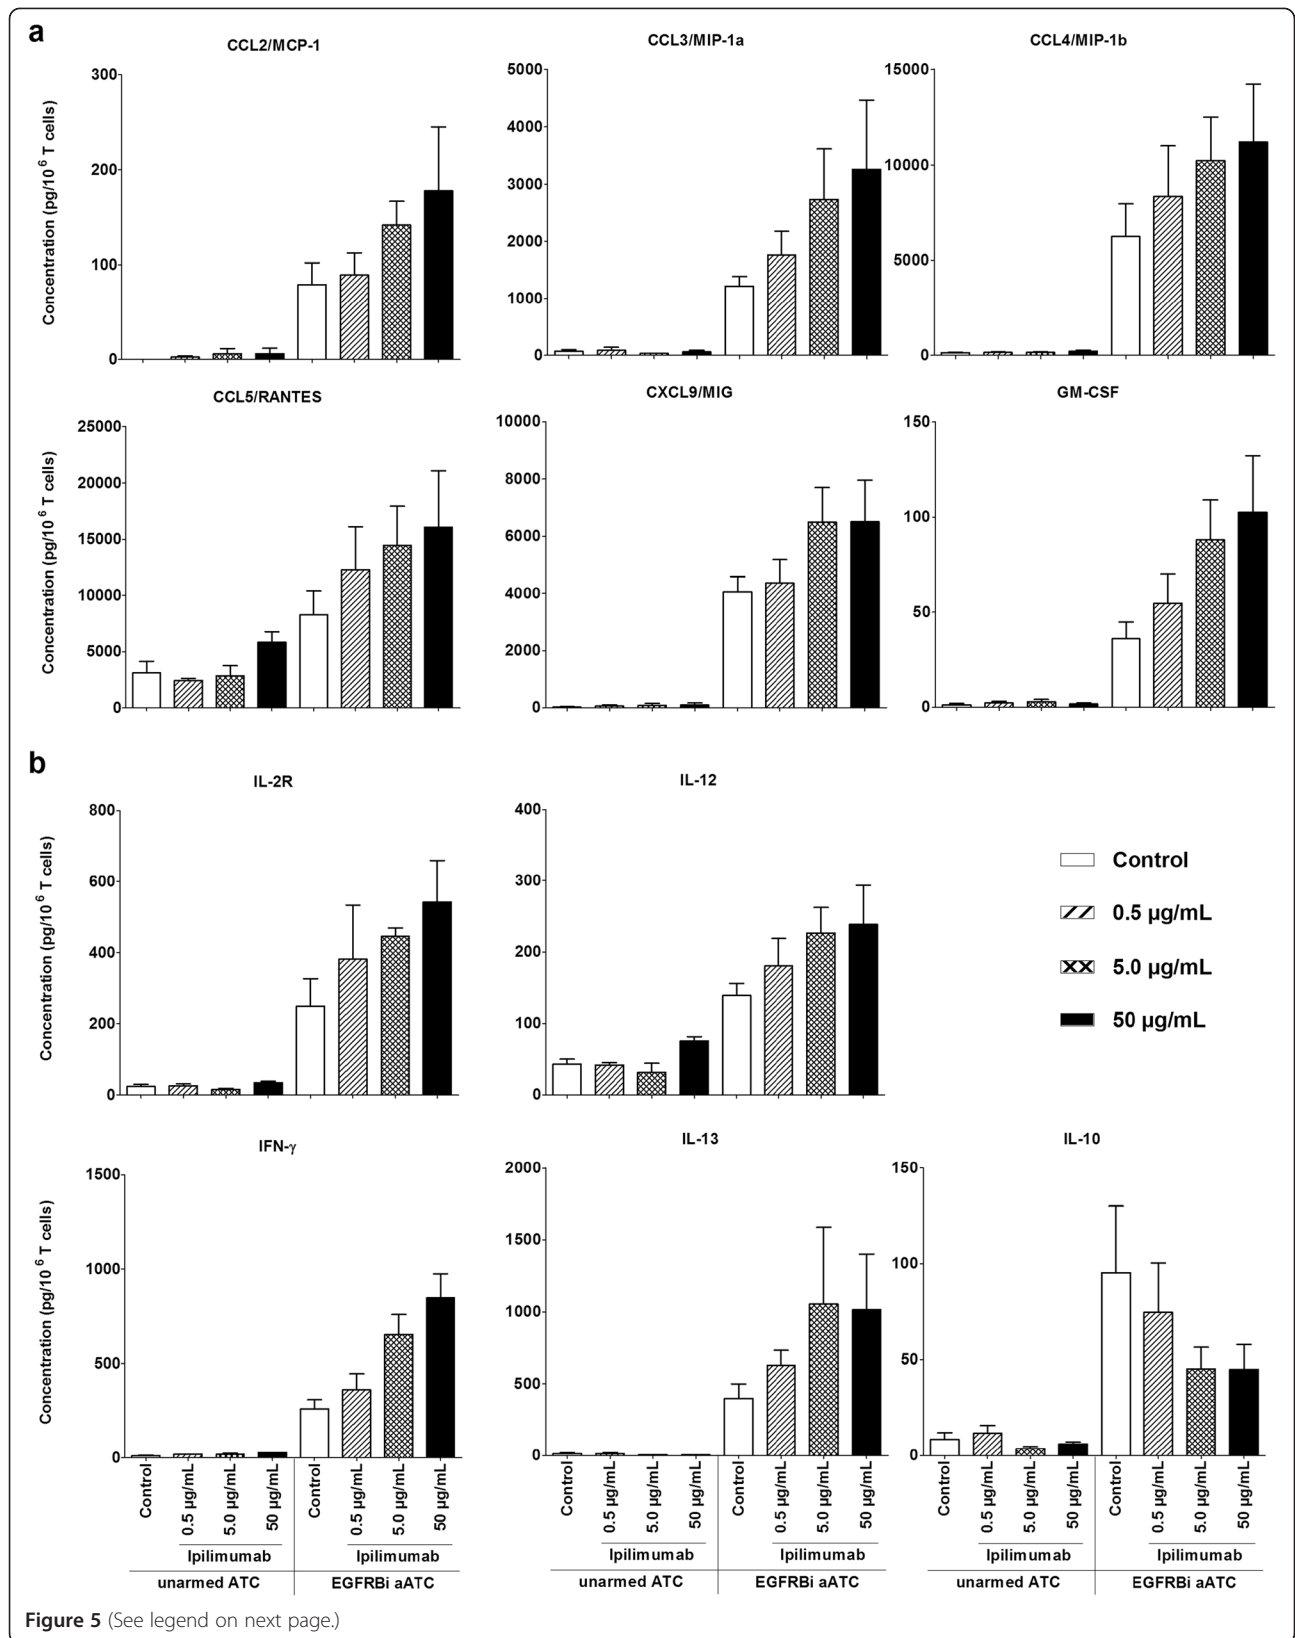 a
CCL2/MCP-1
CCL3/MIP-1a
CCL4/MIP-1b
Concentration (pg/10⁶ T cells)
300
200
100
0
5000
4000
3000
2000
1000
0
15000
10000
5000
0
CCL5/RANTES
CXCL9/MIG
GM-CSF
Concentration (pg/10⁶ T cells)
25000
20000
15000
10000
5000
0
10000
8000
6000
4000
2000
0
150
100
50
0
b
IL-2R
IL-12
Concentration (pg/10⁶ T cells)
800
600
400
200
0
400
300
200
100
0
Control
0.5 µg/mL
5.0 µg/mL
50 µg/mL
IFN-γ
IL-13
IL-10
Concentration (pg/10⁶ T cells)
1500
1000
500
0
2000
1500
1000
500
0
150
100
50
0
Control
0.5 µg/mL
5.0 µg/mL
50 µg/mL
Control
0.5 µg/mL
5.0 µg/mL
50 µg/mL
Ipilimumab
Ipilimumab
unarmed ATC
EGFRBi aATC
Control
0.5 µg/mL
5.0 µg/mL
50 µg/mL
Control
0.5 µg/mL
5.0 µg/mL
50 µg/mL
Ipilimumab
Ipilimumab
unarmed ATC
EGFRBi aATC
Control
0.5 µg/mL
5.0 µg/mL
50 µg/mL
Control
0.5 µg/mL
5.0 µg/mL
50 µg/mL
Ipilimumab
Ipilimumab
unarmed ATC
EGFRBi aATC
Figure 5 (See legend on next page.)